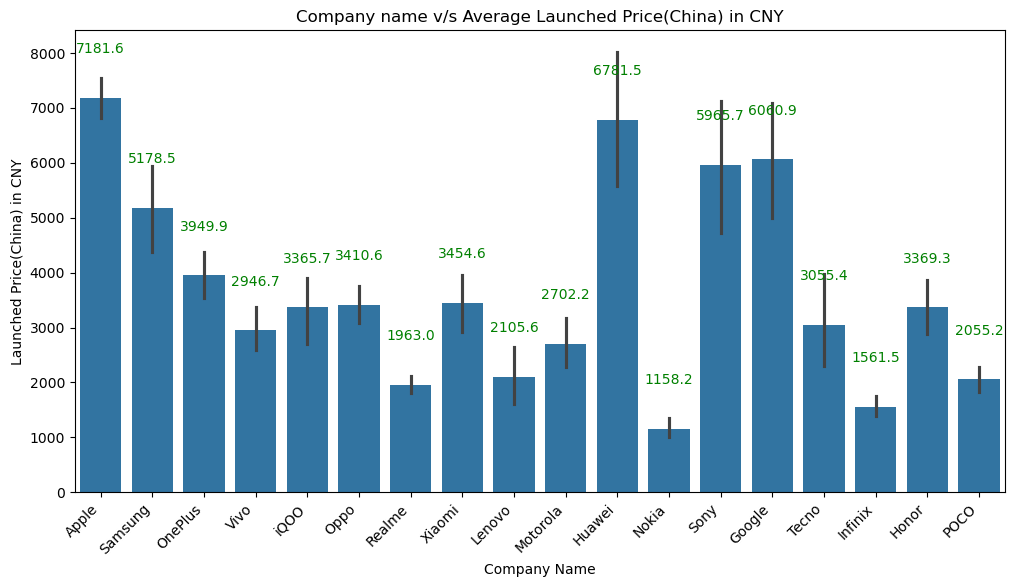 Company name v/s Average Launched Price(China) in CNY
Launched Price(China) in CNY
8000
7000
6000
5000
4000
3000
2000
1000
0
7181.6
5178.5
3949.9
2946.7
3365.7
3410.6
1963.0
3454.6
2105.6
2702.2
6781.5
1158.2
5965.7
6060.9
3055.4
1561.5
3369.3
2055.2
Apple
Samsung
OnePlus
Vivo
iQOO
Oppo
Realme
Xiaomi
Lenovo
Motorola
Huawei
Nokia
Sony
Google
Tecno
Infinix
Honor
POCO
Company Name